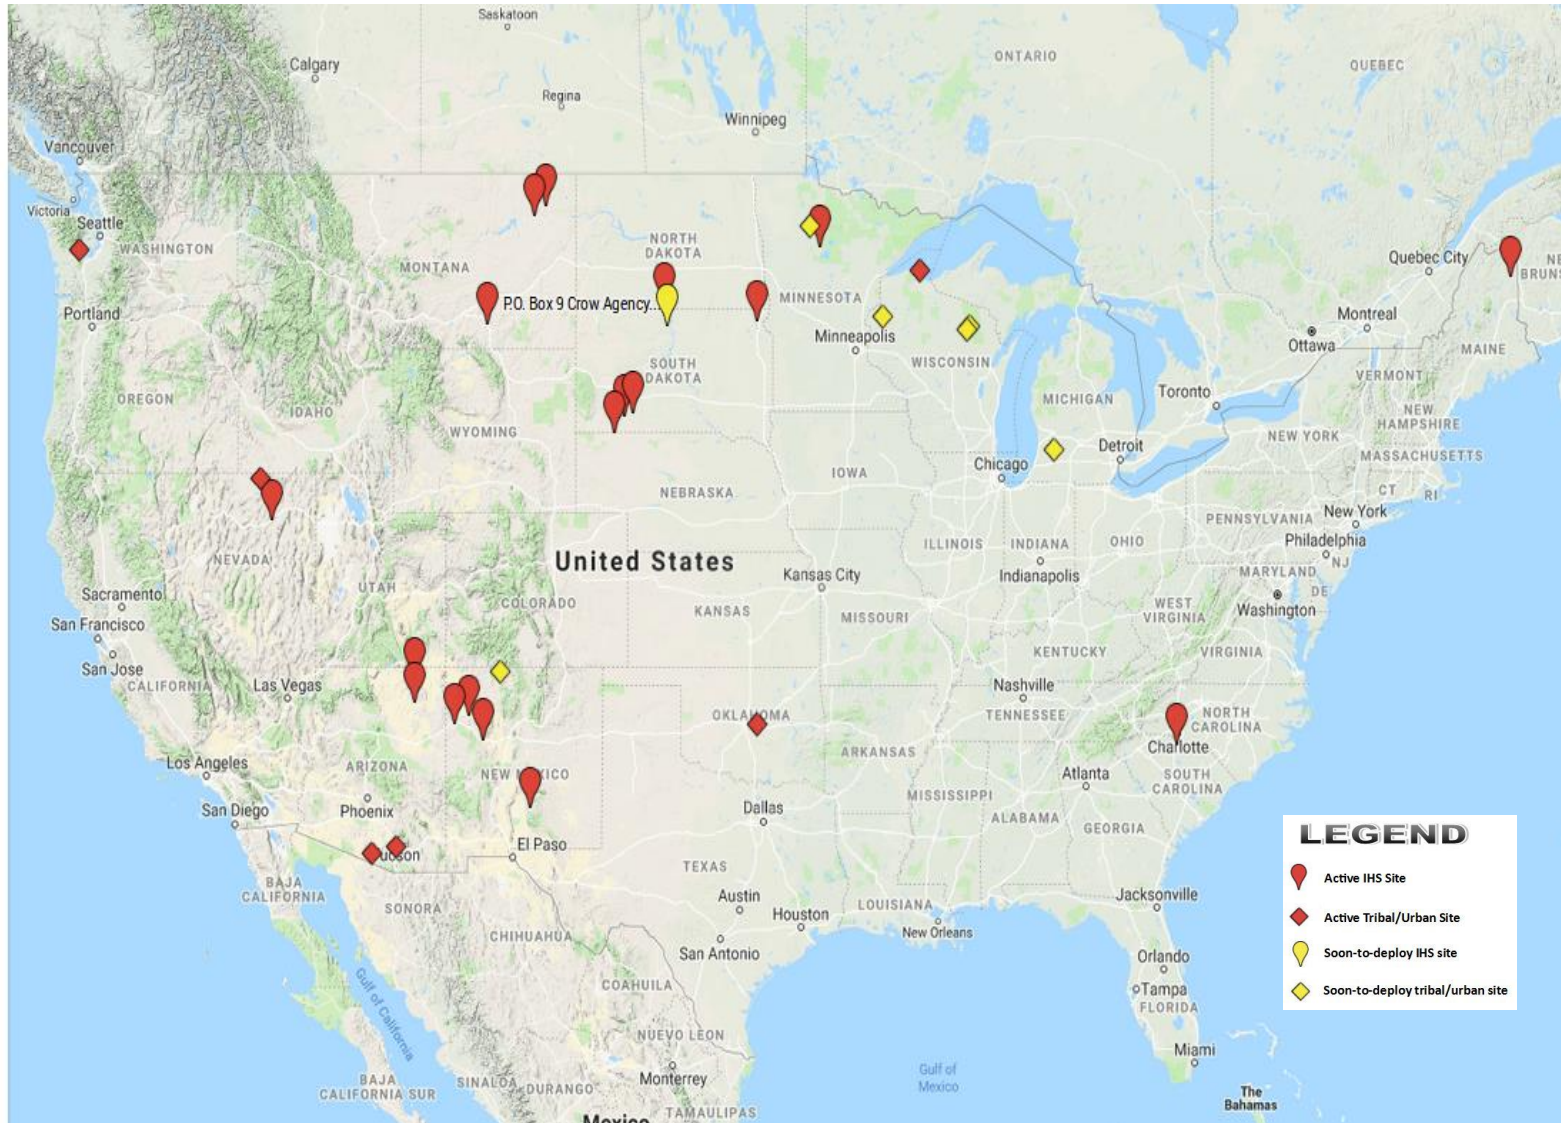 Saskatoon
Calgary
ONTARIO
QUEBEC
Regina
Winnipeg
Vancouver
Victoria
Seattle
WASHINGTON
NORTH
DAKOTA
MONTANA
Quebec City
NE
BRUNS
P.O. Box 9 Crow Agency...
MINNESOTA
Portland
Montreal
Minneapolis
Ottawa
MAINE
WISCONSIN
SOUTH
DAKOTA
VERMONT
OREGON
IDAHO
Toronto
MICHIGAN
NEW
HAMPSHIRE
WYOMING
NEW YORK
Detroit
MASSACHUSETTS
Chicago
IOWA
NEBRASKA
CT
RI
PENNSYLVANIA
New York
ILLINOIS
INDIANA
OHIO
Philadelphia
NEVADA
United States
NJ
Kansas City
Indianapolis
MARYLAND
UTAH
DE
Sacramento
COLORADO
KANSAS
MISSOURI
WEST
VIRGINIA
Washington
San Francisco
KENTUCKY
VIRGINIA
San Jose
CALIFORNIA
Las Vegas
Nashville
OKLAHOMA
TENNESSEE
NORTH
CAROLINA
Charlotte
ARKANSAS
Los Angeles
ARIZONA
NEW MEXICO
Atlanta
SOUTH
CAROLINA
MISSISSIPPI
San Diego
Phoenix
Dallas
ALABAMA
GEORGIA
LEGEND
Active IHS Site
Active Tribal/Urban Site
Soon-to-deploy IHS site
Soon-to-deploy tribal/urban site
Tucson
El Paso
TEXAS
BAJA
CALIFORNIA
SONORA
Austin
LOUISIANA
Jacksonville
Houston
New Orleans
CHIHUAHUA
San Antonio
Orlando
COAHUILA
Tampa
FLORIDA
Gulf of California
NUEVO LEON
Miami
Gulf of
Mexico
Monterrey
BAJA
CALIFORNIA SUR
SINALOA
DURANGO
The
Bahamas
TAMAULIPAS
Mexico